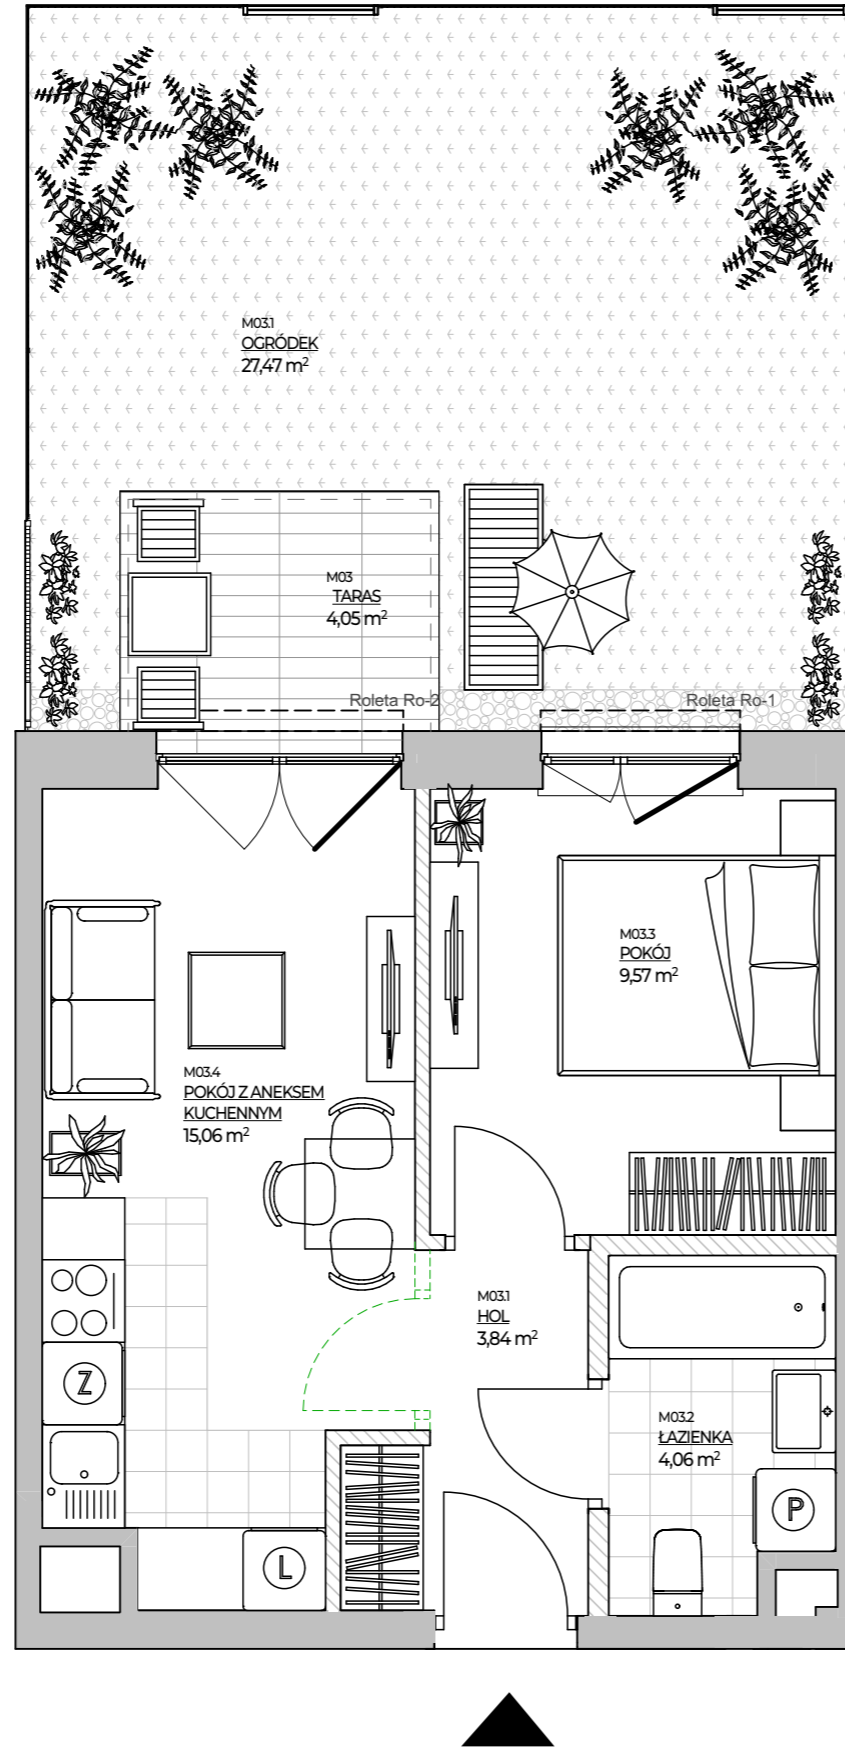 M03.1
OGRÓDEK
27,47 m²
M03
TARAS
4,05 m²
Roleta Ro-2
Roleta Ro-1
M03.3
POKÓJ
9,57 m²
M03.4
POKÓJ Z ANEKSEM
KUCHENNYM
15,06 m²
M03.1
HOL
3,84 m²
Z
M03.2
ŁAZIENKA
4,06 m²
P
L